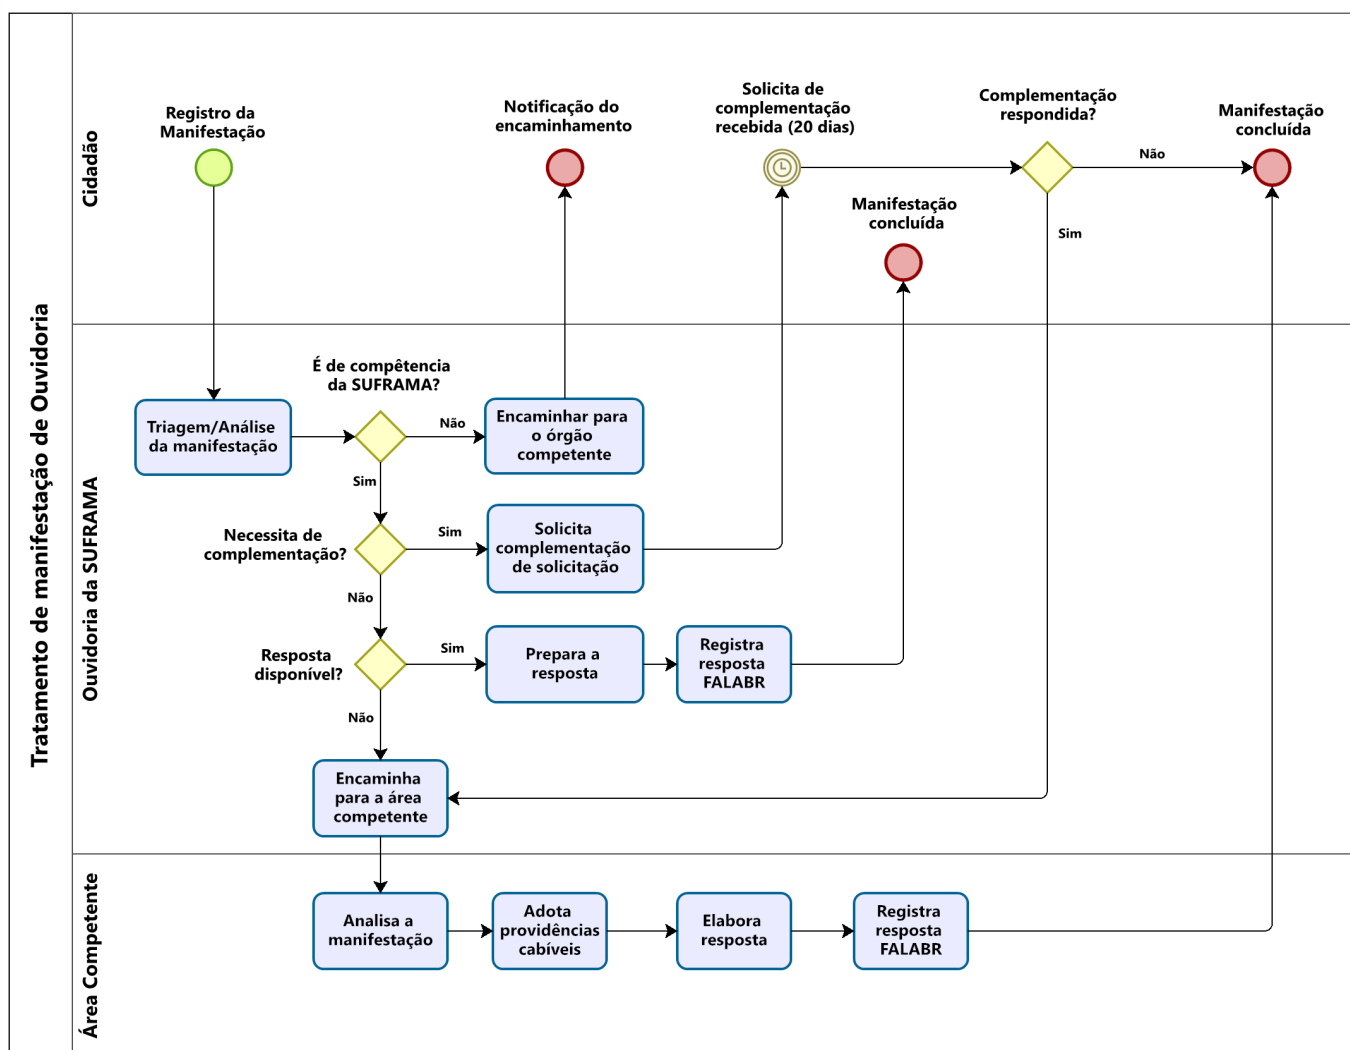 Tratamento de manifestação de Ouvidoria
Cidadão
Registro da
Manifestação
Notificação do
encaminhamento
Solicita de
complementação
recebida (20 dias)
Complementação
respondida?
Não
Sim
Manifestação
concluída
Manifestação
concluída
Ouvidoria da SUFRAMA
Triagem/Análise
da manifestação
É de compêtencia
da SUFRAMA?
Não
Sim
Encaminhar para
o órgão
competente
Necessita de
complementação?
Sim
Não
Solicita
complementação
de solicitação
Resposta
disponível?
Sim
Não
Prepara a
resposta
Registra
resposta
FALABR
Encaminha
para a área
competente
Área Competente
Analisa a
manifestação
Adota
providências
cabíveis
Elabora
resposta
Registra
resposta
FALABR